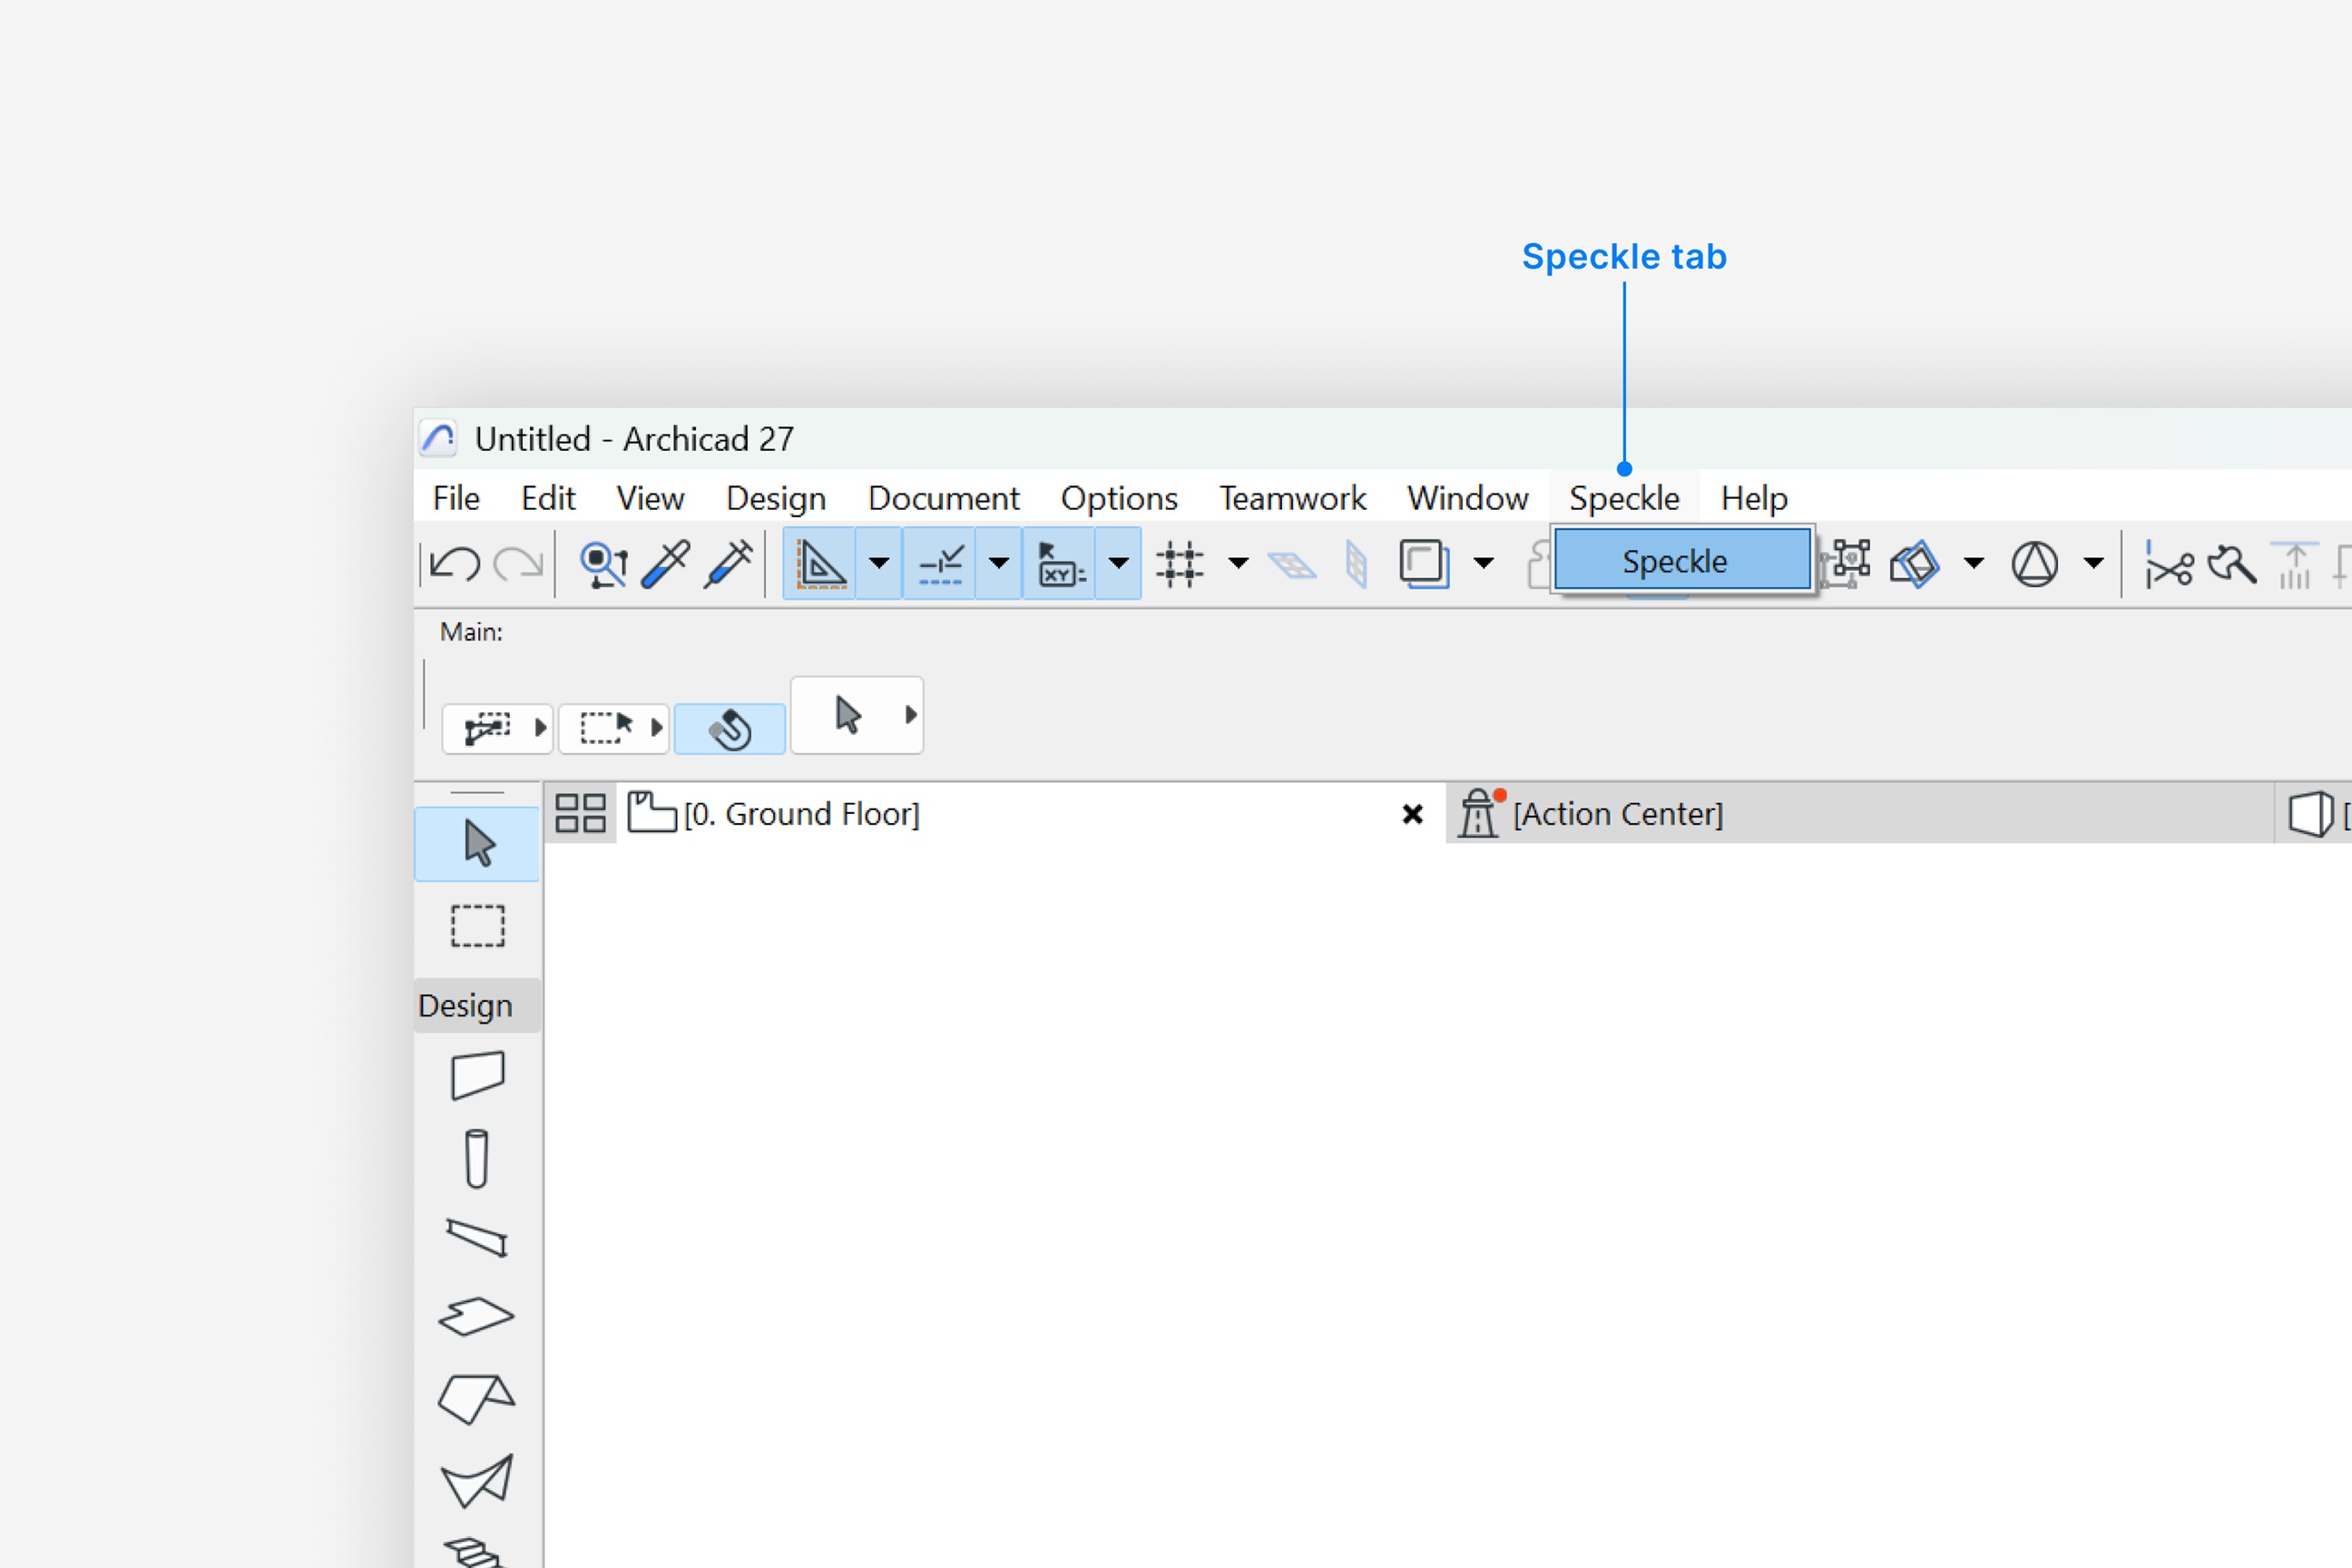 Speckle tab
Untitled - Archicad 27
File Edit View Design Document Options Teamwork Window Speckle Help
XY:
Speckle
Main:
[0. Ground Floor] [Action Center] [
Design